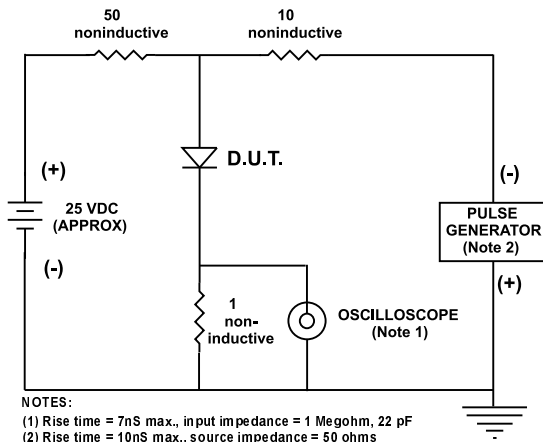 50
noninductive
10
noninductive
(+)
D.U.T.
(-)
25 VDC
(APPROX)
PULSE
GENERATOR
(Note 2)
(-)
(+)
1
non-
inductive
OSCILLOSCOPE
(Note 1)
NOTES:
(1) Rise time = 7nS max., input impedance = 1 Megohm, 22 pF
(2) Rise time = 10nS max., source impedance = 50 ohms